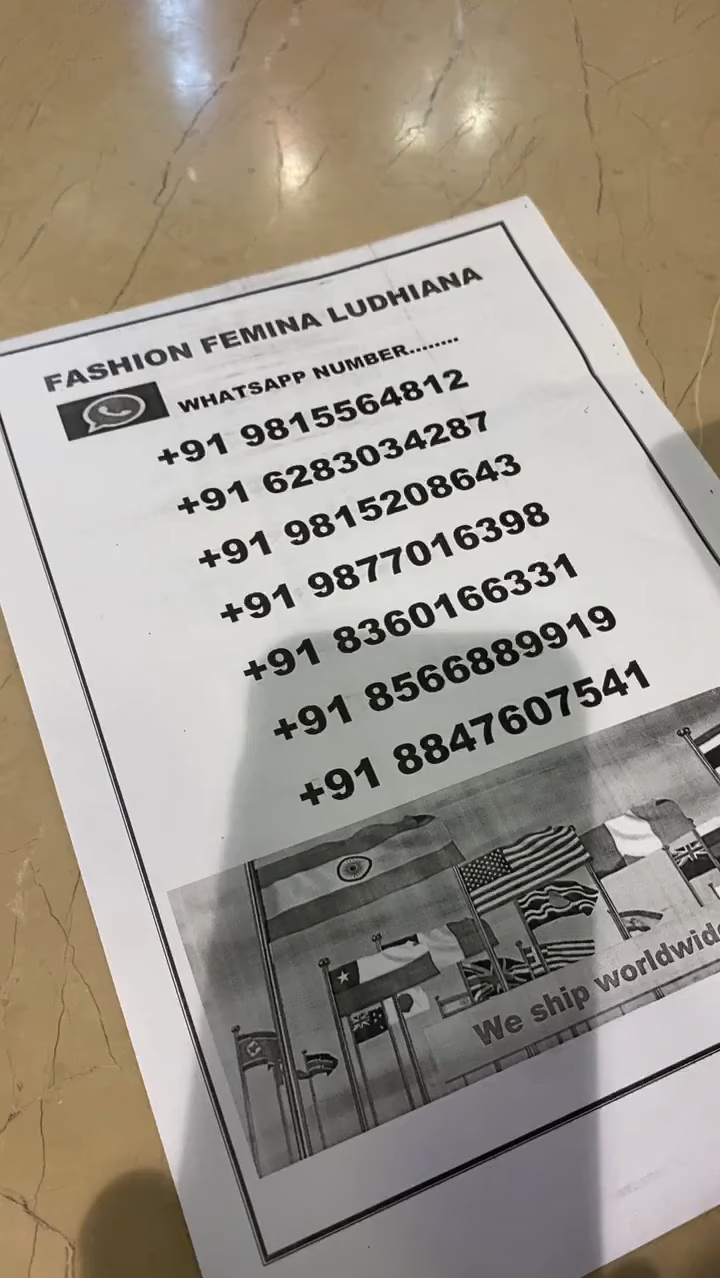 FASHION FEMINA LUDHIANA
WHATSAPP NUMBER........
+91 9815564812
+91 6283034287
+91 9815208643
+91 9877016398
+91 8360166331
+91 8566889919
+91 8847607541
We ship worldwide